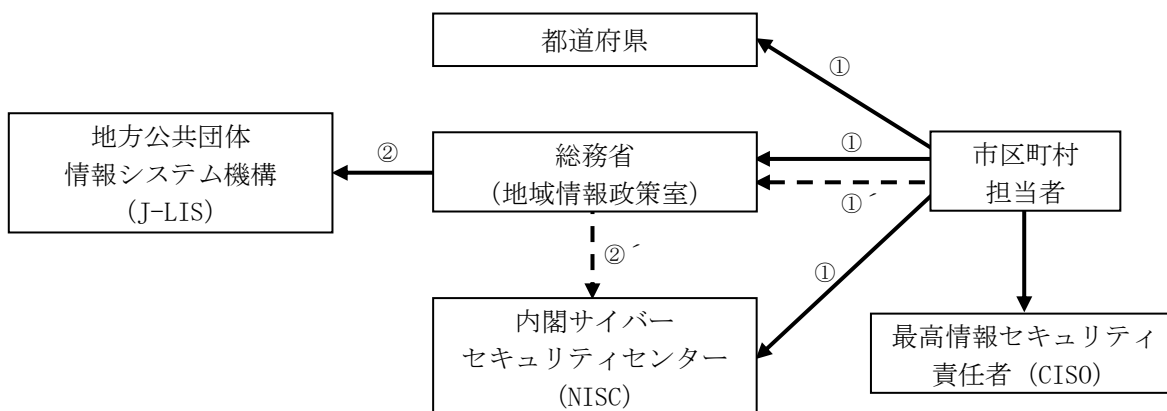 都道府県
①
地方公共団体
情報システム機構
(J-LIS)
②
総務省
(地域情報政策室)
①
①´
市区町村
担当者
②´
①
内閣サイバー
セキュリティセンター
(NISC)
最高情報セキュリティ
責任者 (CISO)